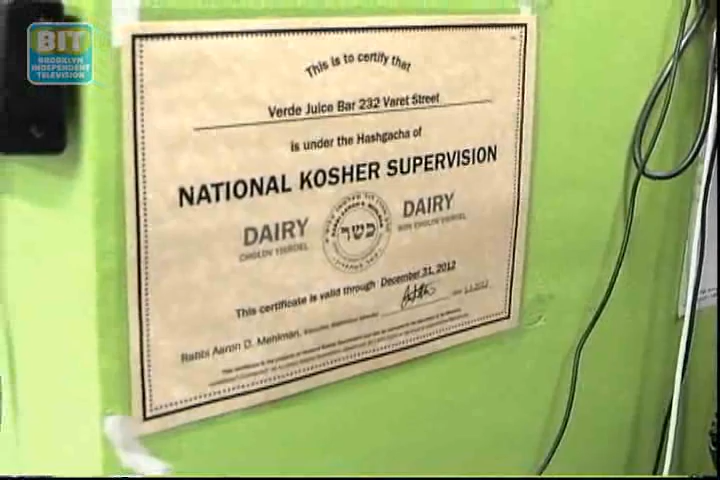 BIT
BROOKLYN
INDEPENDENT
TELEVISION
This is to certify that
Verde Juice Bar 232 Varet Street
is under the Hashgacha of
NATIONAL KOSHER SUPERVISION
DAIRY DAIRY
CHOLOV YISROEL NON CHOLOV YISROEL
כשר
This certificate is valid through December 31, 2012
Rabbi Aaron D. Mehlman,